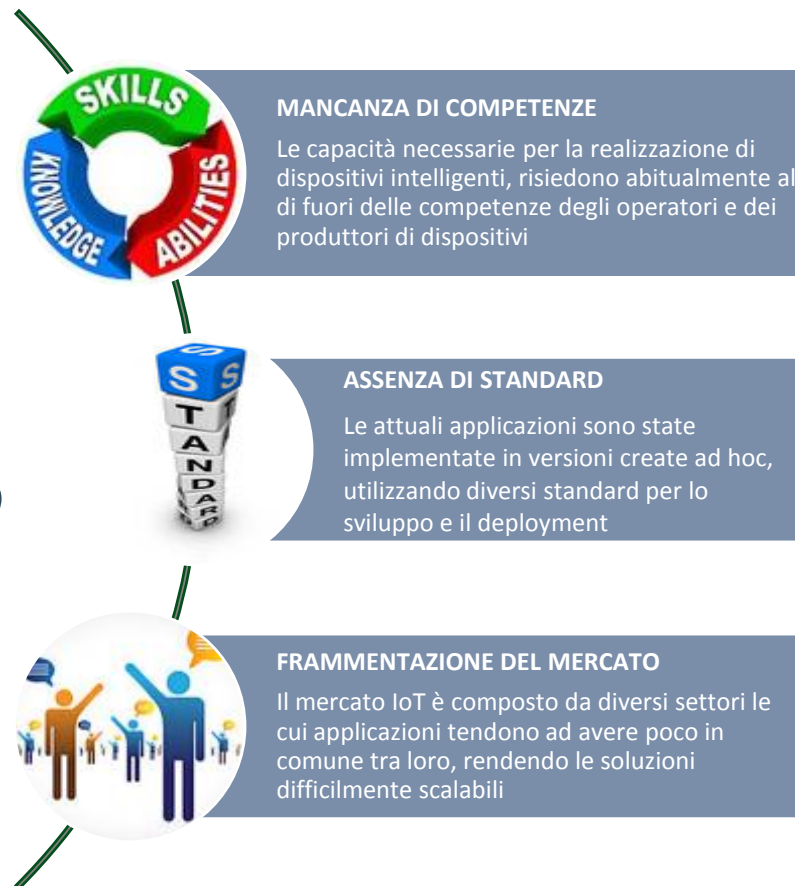 SKILLS
KNOWLEDGE
ABILITIES
MANCANZA DI COMPETENZE
Le capacità necessarie per la realizzazione di
dispositivi intelligenti, risiedono abitualmente al
di fuori delle competenze degli operatori e dei
produttori di dispositivi
S S
STANDARD
ASSENZA DI STANDARD
Le attuali applicazioni sono state
implementate in versioni create ad hoc,
utilizzando diversi standard per lo
sviluppo e il deployment
FRAMMENTAZIONE DEL MERCATO
Il mercato IoT è composto da diversi settori le
cui applicazioni tendono ad avere poco in
comune tra loro, rendendo le soluzioni
difficilmente scalabili